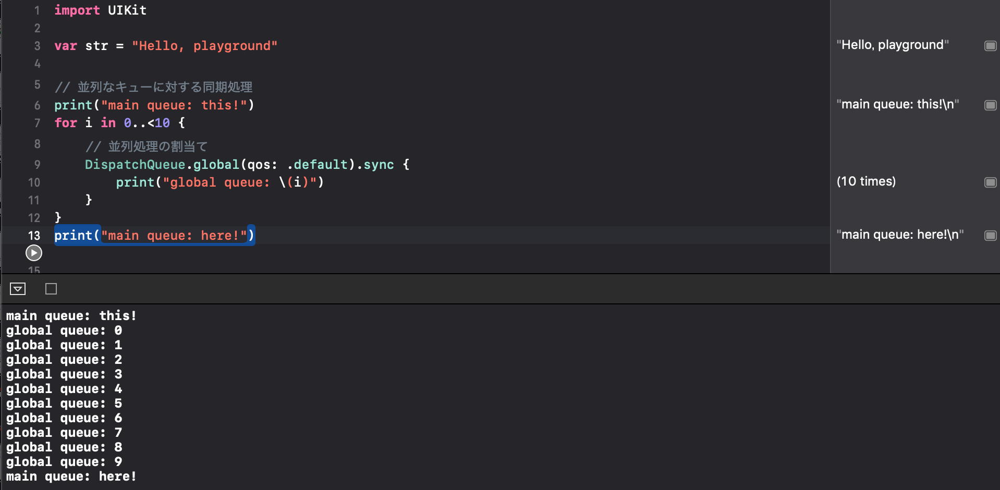 1 import UIKit
2
3 var str = "Hello, playground" "Hello, playground"
4
5 // 並列なキューに対する同期処理
6 print("main queue: this!") "main queue: this!\n"
7 for i in 0..<10 {
8 // 並列処理の割当て
9 DispatchQueue.global(qos: .default).sync {
10 print("global queue: \(i)") (10 times)
11 }
12 }
13 print("main queue: here!") "main queue: here!\n"
15
main queue: this!
global queue: 0
global queue: 1
global queue: 2
global queue: 3
global queue: 4
global queue: 5
global queue: 6
global queue: 7
global queue: 8
global queue: 9
main queue: here!